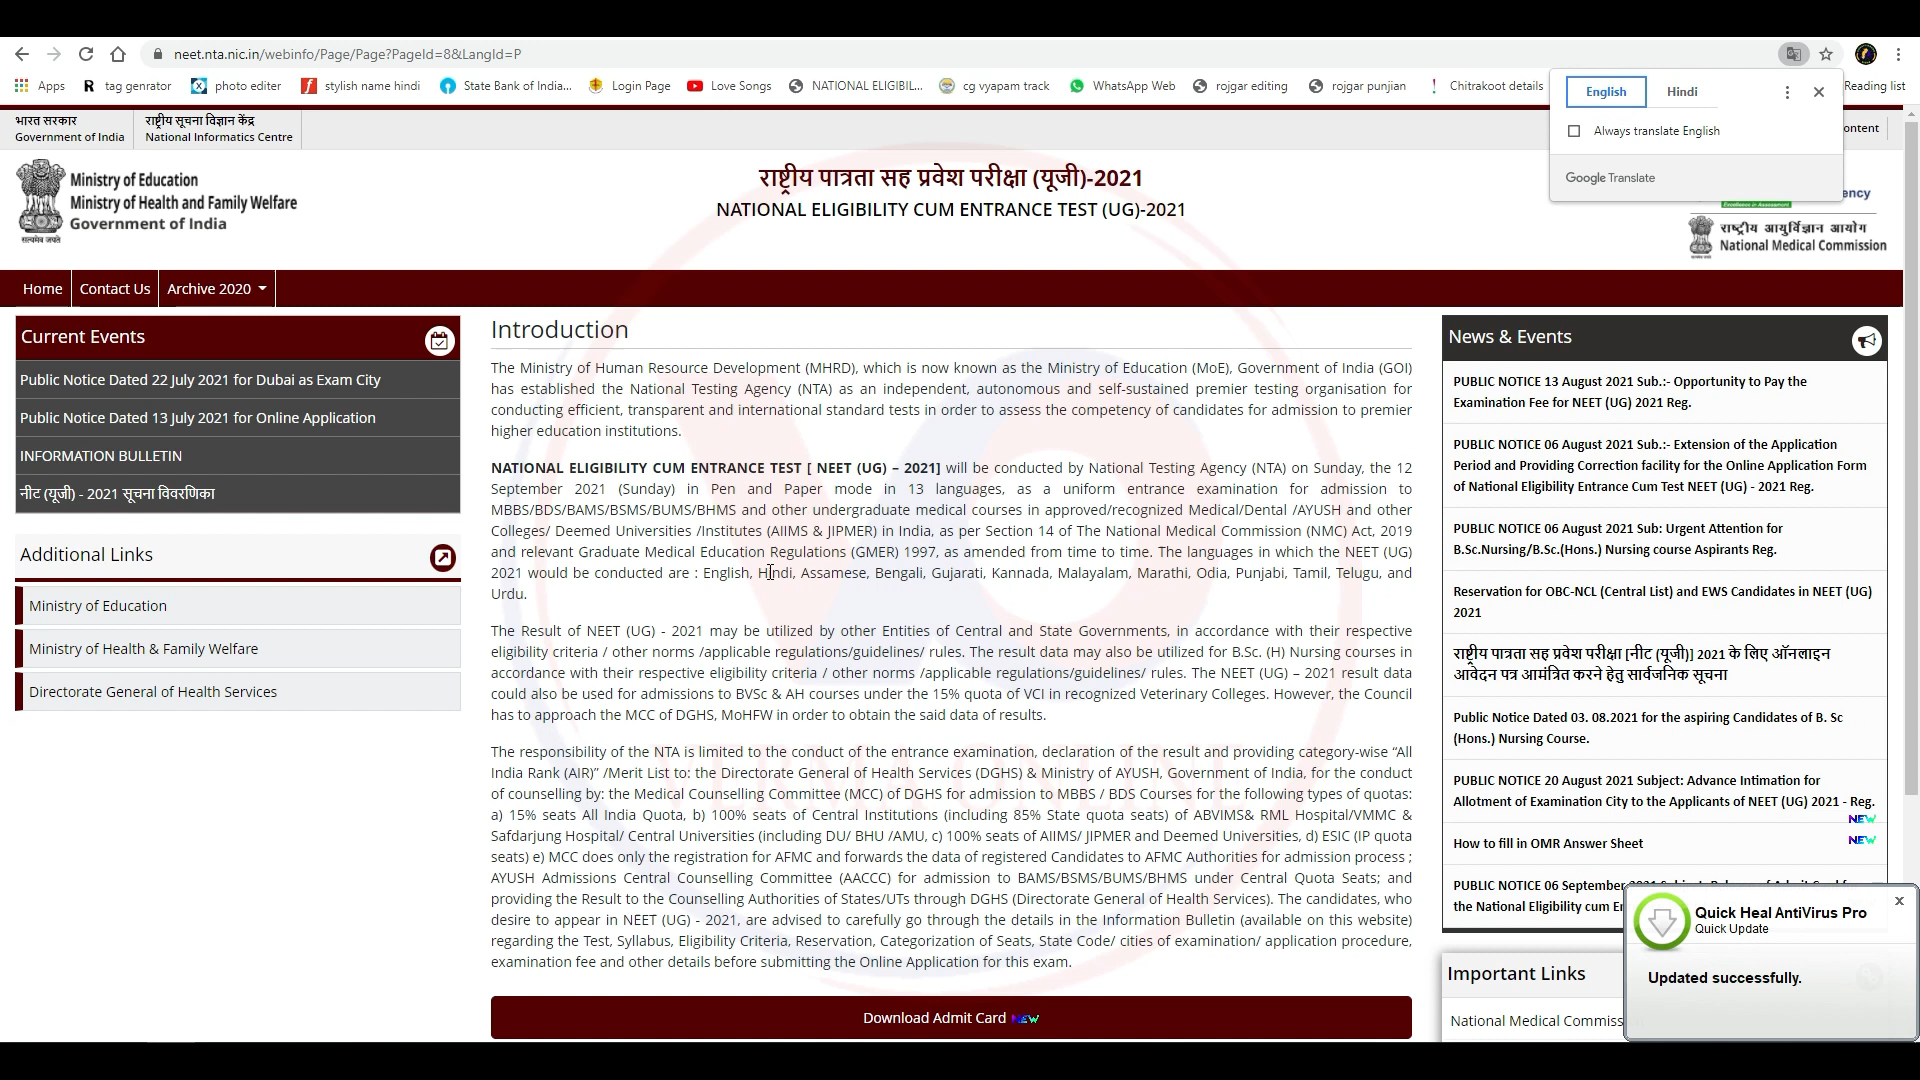 neet.nta.nic.in/webinfo/Page/Page?PageId=8&LangId=P
Apps
tag genrator
photo editer
stylish name hindi
State Bank of India...
Login Page
Love Songs
NATIONAL ELIGIBIL...
cg vyapam track
WhatsApp Web
rojgar editing
rojgar punjian
Chitrakoot details
Reading list
English
Hindi
Always translate English
Google Translate
भारत सरकार
Government of India
राष्ट्रीय सूचना विज्ञान केंद्र
National Informatics Centre
ontent
सत्यमेव जयते
Ministry of Education
Ministry of Health and Family Welfare
Government of India
राष्ट्रीय पात्रता सह प्रवेश परीक्षा (यूजी)-2021
NATIONAL ELIGIBILITY CUM ENTRANCE TEST (UG)-2021
ency
Excellence in Assessment
राष्ट्रीय आयुर्विज्ञान आयोग
National Medical Commission
Home
Contact Us
Archive 2020
Current Events
Public Notice Dated 22 July 2021 for Dubai as Exam City
Public Notice Dated 13 July 2021 for Online Application
INFORMATION BULLETIN
नीट (यूजी) - 2021 सूचना विवरणिका
Additional Links
Ministry of Education
Ministry of Health & Family Welfare
Directorate General of Health Services
Introduction
The Ministry of Human Resource Development (MHRD), which is now known as the Ministry of Education (MoE), Government of India (GOI)
has established the National Testing Agency (NTA) as an independent, autonomous and self-sustained premier testing organisation for
conducting efficient, transparent and international standard tests in order to assess the competency of candidates for admission to premier
higher education institutions.
NATIONAL ELIGIBILITY CUM ENTRANCE TEST [ NEET (UG) – 2021] will be conducted by National Testing Agency (NTA) on Sunday, the 12
September 2021 (Sunday) in Pen and Paper mode in 13 languages, as a uniform entrance examination for admission to
MBBS/BDS/BAMS/BSMS/BUMS/BHMS and other undergraduate medical courses in approved/recognized Medical/Dental /AYUSH and other
Colleges/ Deemed Universities /Institutes (AIIMS & JIPMER) in India, as per Section 14 of The National Medical Commission (NMC) Act, 2019
and relevant Graduate Medical Education Regulations (GMER) 1997, as amended from time to time. The languages in which the NEET (UG)
2021 would be conducted are : English, Hindi, Assamese, Bengali, Gujarati, Kannada, Malayalam, Marathi, Odia, Punjabi, Tamil, Telugu, and
Urdu.
The Result of NEET (UG) - 2021 may be utilized by other Entities of Central and State Governments, in accordance with their respective
eligibility criteria / other norms /applicable regulations/guidelines/ rules. The result data may also be utilized for B.Sc. (H) Nursing courses in
accordance with their respective eligibility criteria / other norms /applicable regulations/guidelines/ rules. The NEET (UG) – 2021 result data
could also be used for admissions to BVSc & AH courses under the 15% quota of VCI in recognized Veterinary Colleges. However, the Council
has to approach the MCC of DGHS, MoHFW in order to obtain the said data of results.
The responsibility of the NTA is limited to the conduct of the entrance examination, declaration of the result and providing category-wise “All
India Rank (AIR)” /Merit List to: the Directorate General of Health Services (DGHS) & Ministry of AYUSH, Government of India, for the conduct
of counselling by: the Medical Counselling Committee (MCC) of DGHS for admission to MBBS / BDS Courses for the following types of quotas:
a) 15% seats All India Quota, b) 100% seats of Central Institutions (including 85% State quota seats) of ABVIMS& RML Hospital/VMMC &
Safdarjung Hospital/ Central Universities (including DU/ BHU /AMU, c) 100% seats of AIIMS/ JIPMER and Deemed Universities, d) ESIC (IP quota
seats) e) MCC does only the registration for AFMC and forwards the data of registered Candidates to AFMC Authorities for admission process ;
AYUSH Admissions Central Counselling Committee (AACCC) for admission to BAMS/BSMS/BUMS/BHMS under Central Quota Seats; and
providing the Result to the Counselling Authorities of States/UTs through DGHS (Directorate General of Health Services). The candidates, who
desire to appear in NEET (UG) - 2021, are advised to carefully go through the details in the Information Bulletin (available on this website)
regarding the Test, Syllabus, Eligibility Criteria, Reservation, Categorization of Seats, State Code/ cities of examination/ application procedure,
examination fee and other details before submitting the Online Application for this exam.
VERMA ONLINE
Download Admit Card NEW
News & Events
PUBLIC NOTICE 13 August 2021 Sub.:- Opportunity to Pay the
Examination Fee for NEET (UG) 2021 Reg.
PUBLIC NOTICE 06 August 2021 Sub.:- Extension of the Application
Period and Providing Correction facility for the Online Application Form
of National Eligibility Entrance Cum Test NEET (UG) - 2021 Reg.
PUBLIC NOTICE 06 August 2021 Sub: Urgent Attention for
B.Sc.Nursing/B.Sc.(Hons.) Nursing course Aspirants Reg.
Reservation for OBC-NCL (Central List) and EWS Candidates in NEET (UG)
2021
राष्ट्रीय पात्रता सह प्रवेश परीक्षा [नीट (यूजी)] 2021 के लिए ऑनलाइन
आवेदन पत्र आमंत्रित करने हेतु सार्वजनिक सूचना
Public Notice Dated 03. 08.2021 for the aspiring Candidates of B. Sc
(Hons.) Nursing Course.
PUBLIC NOTICE 20 August 2021 Subject: Advance Intimation for
Allotment of Examination City to the Applicants of NEET (UG) 2021 - Reg.
NEW
How to fill in OMR Answer Sheet NEW
PUBLIC NOTICE 06 September
the National Eligibility cum
Important Links
National Medical
Quick Heal AntiVirus Pro
Quick Update
Updated successfully.